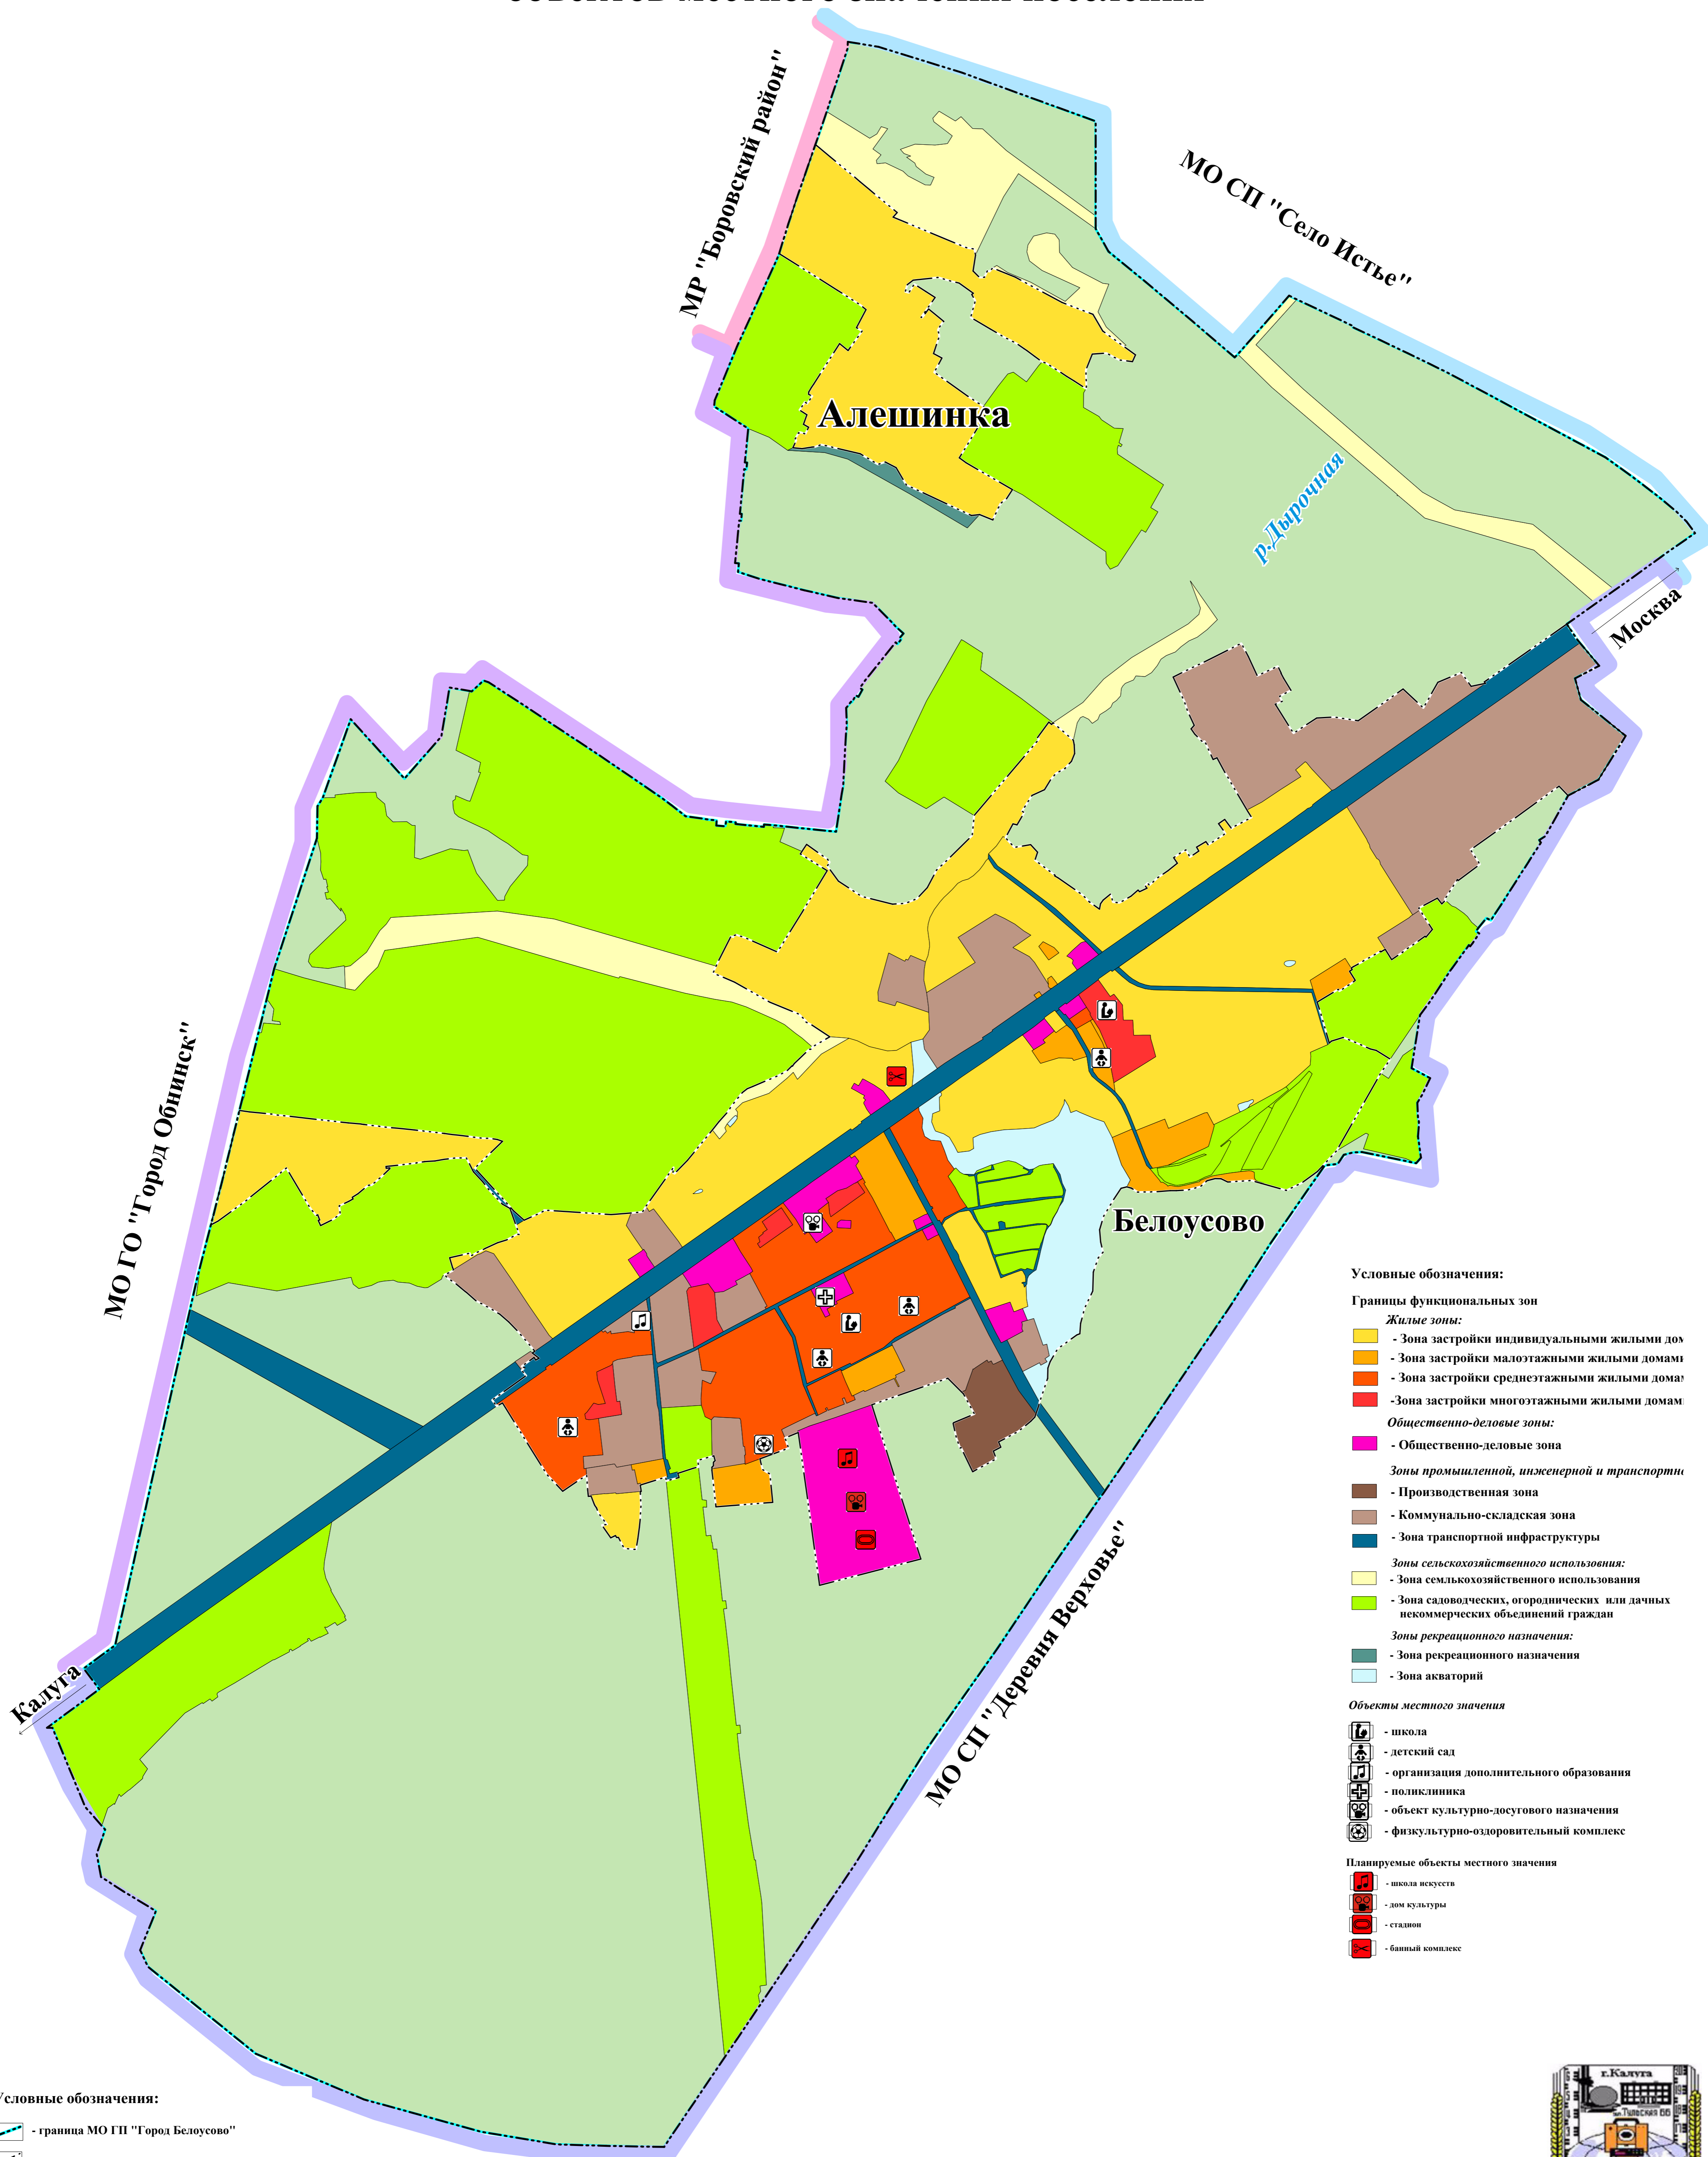 МР "Боровский район"
МО СП "Село Истье"
Алешинка
р.Дырочная
Москва
МО ГО "Город Обнинск"
Белоусово
МО СП "Деревня Верховье"
Калуга
Условные обозначения:
Границы функциональных зон
Жилые зоны:
- Зона застройки индивидуальными жилыми
- Зона застройки малоэтажными жилыми домами
- Зона застройки среднеэтажными жилыми
-Зона застройки многоэтажными жилыми
Общественно-деловые зоны:
- Общественно-деловые зона
Зоны промышленной, инженерной и
- Производственная зона
- Коммунально-складская зона
- Зона транспортной инфраструктуры
Зоны сельскохозяйственного использовния:
- Зона семлькохозяйственного использования
- Зона садоводческих, огороднических или дачных
некоммерческих объединений граждан
Зоны рекреационного назначения:
- Зона рекреационного назначения
- Зона акваторий
Объекты местного значения
- школа
- детский сад
- организация дополнительного образования
- поликлиника
- объект культурно-досугового назначения
- физкультурно-оздоровительный комплекс
Планируемые объекты местного значения
- школа искусств
- дом культуры
- стадион
- банный комплекс
Условные обозначения:
- граница МО ГП "Город Белоусово"
г.Калуга